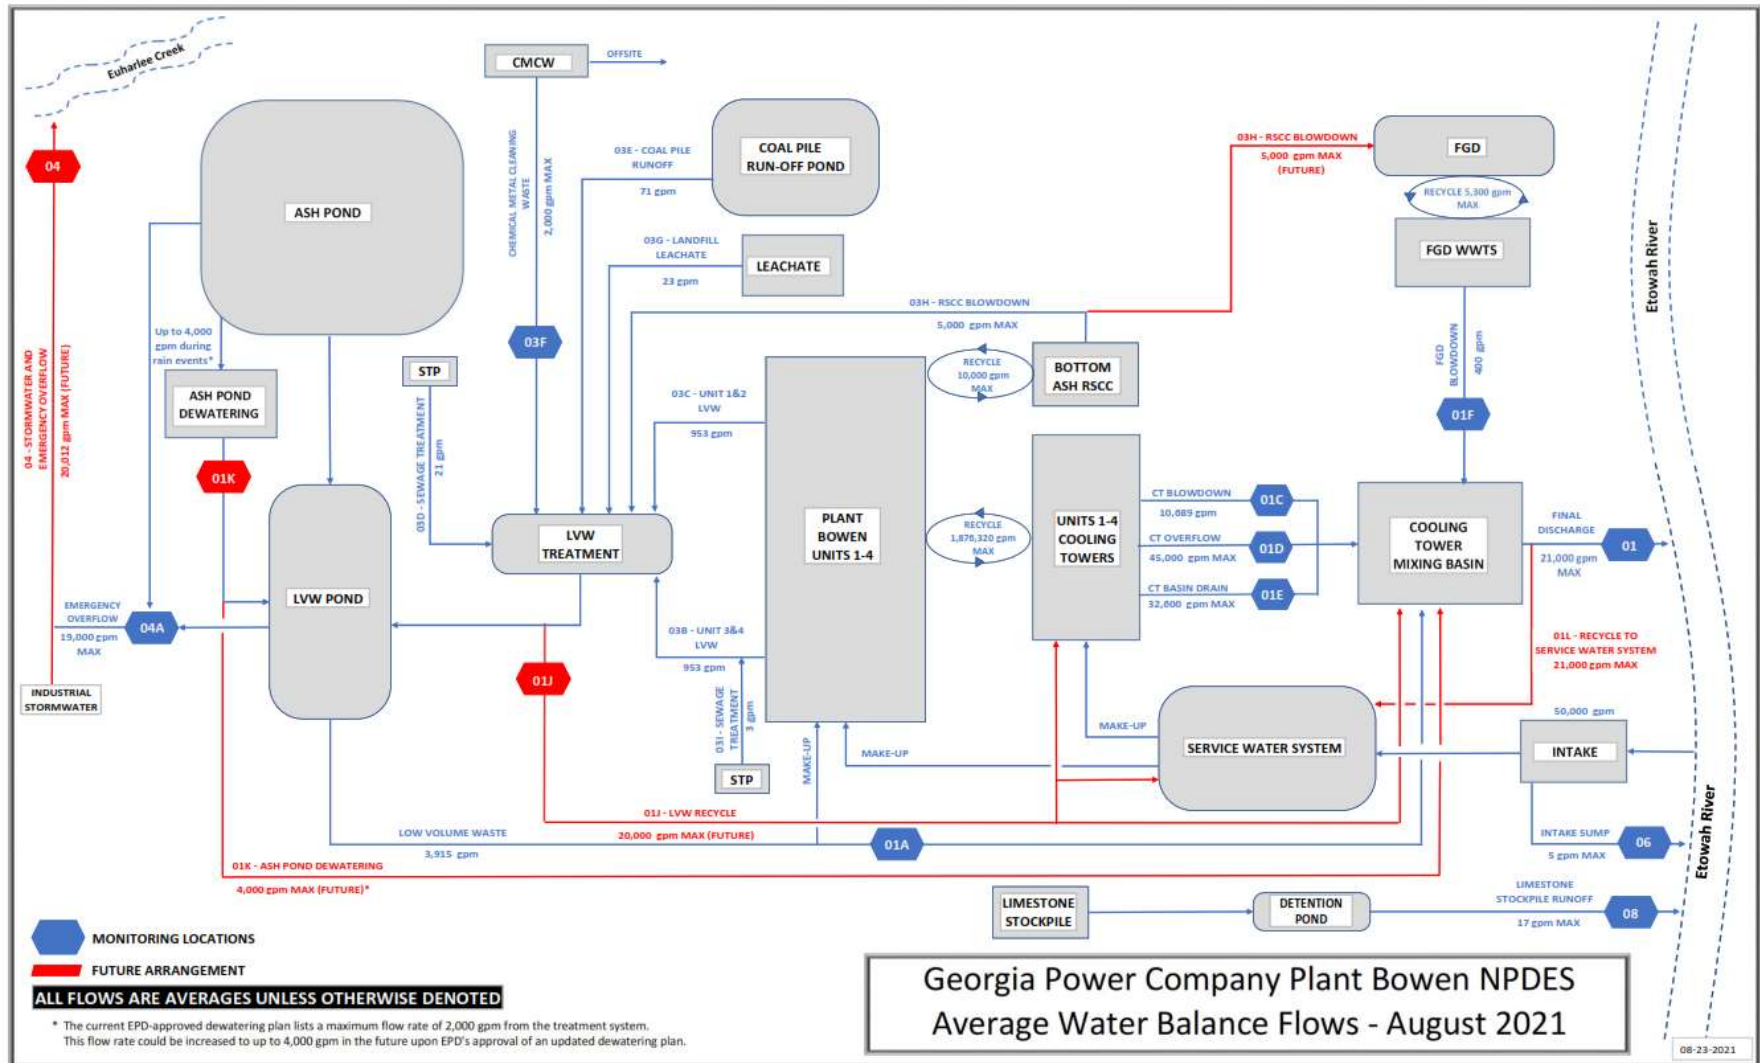 Euharlee Creek
CMCW
OFFSITE
04
ASH POND
CHEMICAL METAL CLEANING
WASTE
2,000 gpm MAX
03E - COAL PILE
RUNOFF
71 gpm
COAL PILE
RUN-OFF POND
03H - RSCC BLOWDOWN
5,000 gpm MAX
(FUTURE)
FGD
RECYCLE 5,300 gpm
MAX
FGD WWTS
Etowah River
03G - LANDFILL
LEACHATE
23 gpm
LEACHATE
03H - RSCC BLOWDOWN
5,000 gpm MAX
Up to 4,000
gpm during
rain events*
03F
04 - STORMWATER AND
EMERGENCY OVERFLOW
20,012 gpm MAX (FUTURE)
ASH POND
DEWATERING
STP
03D - SEWAGE TREATMENT
21 gpm
03C - UNIT 1&2
LVW
953 gpm
RECYCLE
10,000 gpm
MAX
BOTTOM
ASH RSCC
FGD
BLOWDOWN
400 gpm
01F
01K
LVW
TREATMENT
PLANT
BOWEN
UNITS 1-4
RECYCLE
1,876,320 gpm
MAX
UNITS 1-4
COOLING
TOWERS
CT BLOWDOWN
10,689 gpm
01C
CT OVERFLOW
45,000 gpm MAX
01D
CT BASIN DRAIN
32,600 gpm MAX
01E
COOLING
TOWER
MIXING BASIN
FINAL
DISCHARGE
21,000 gpm
MAX
01
LVW POND
EMERGENCY
OVERFLOW
19,000 gpm
MAX
04A
03B - UNIT 3&4
LVW
953 gpm
01J
01L - RECYCLE TO
SERVICE WATER SYSTEM
21,000 gpm MAX
INDUSTRIAL
STORMWATER
03I - SEWAGE
TREATMENT
3 gpm
STP
MAKE-UP
MAKE-UP
MAKE-UP
SERVICE WATER SYSTEM
50,000 gpm
INTAKE
Etowah River
01J - LVW RECYCLE
20,000 gpm MAX (FUTURE)
LOW VOLUME WASTE
3,915 gpm
01A
INTAKE SUMP
5 gpm MAX
06
01K - ASH POND DEWATERING
4,000 gpm MAX (FUTURE)*
LIMESTONE
STOCKPILE
DETENTION
POND
LIMESTONE
STOCKPILE RUNOFF
17 gpm MAX
08
MONITORING LOCATIONS
FUTURE ARRANGEMENT
ALL FLOWS ARE AVERAGES UNLESS OTHERWISE DENOTED
* The current EPD-approved dewatering plan lists a maximum flow rate of 2,000 gpm from the treatment system.
This flow rate could be increased to up to 4,000 gpm in the future upon EPD's approval of an updated dewatering plan.
Georgia Power Company Plant Bowen NPDES
Average Water Balance Flows - August 2021
08-23-2021